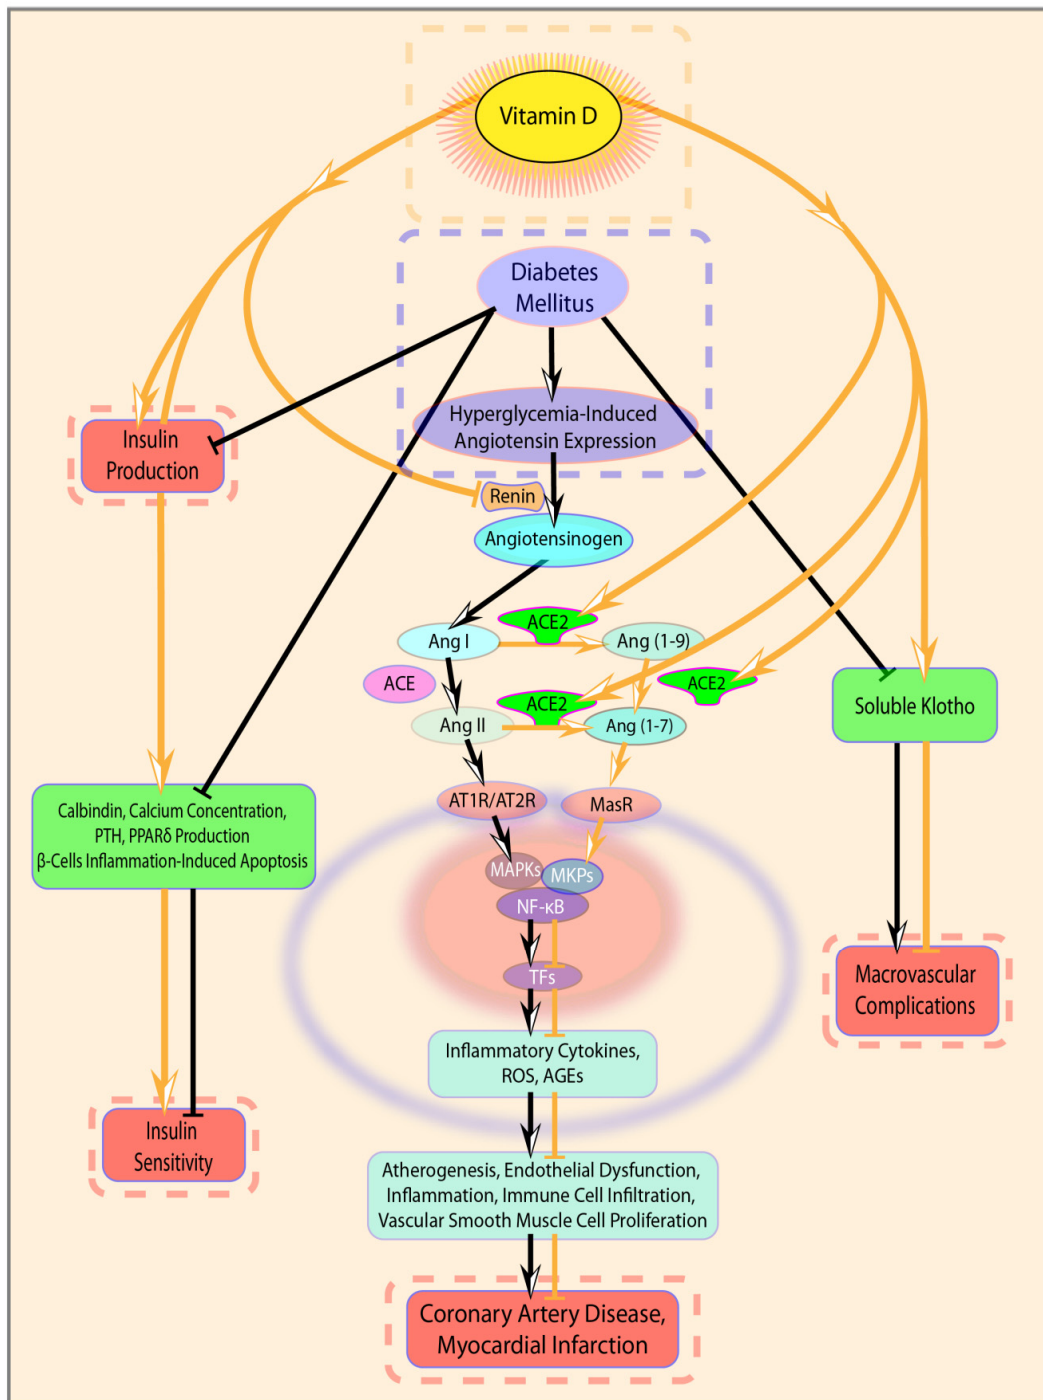 Vitamin D
Diabetes
Mellitus
Hyperglycemia-Induced
Angiotensin Expression
Insulin
Production
Renin
Angiotensinogen
ACE2
Ang I
Ang (1-9)
ACE
ACE2
ACE2
Ang II
Ang (1-7)
Soluble Klotho
AT1R/AT2R
MasR
Calbindin, Calcium Concentration,
PTH, PPARδ Production
β-Cells Inflammation-Induced Apoptosis
MAPKs
MKPs
NF-κB
TFs
Macrovascular
Complications
Inflammatory Cytokines,
ROS, AGEs
Insulin
Sensitivity
Atherogenesis, Endothelial Dysfunction,
Inflammation, Immune Cell Infiltration,
Vascular Smooth Muscle Cell Proliferation
Coronary Artery Disease,
Myocardial Infarction